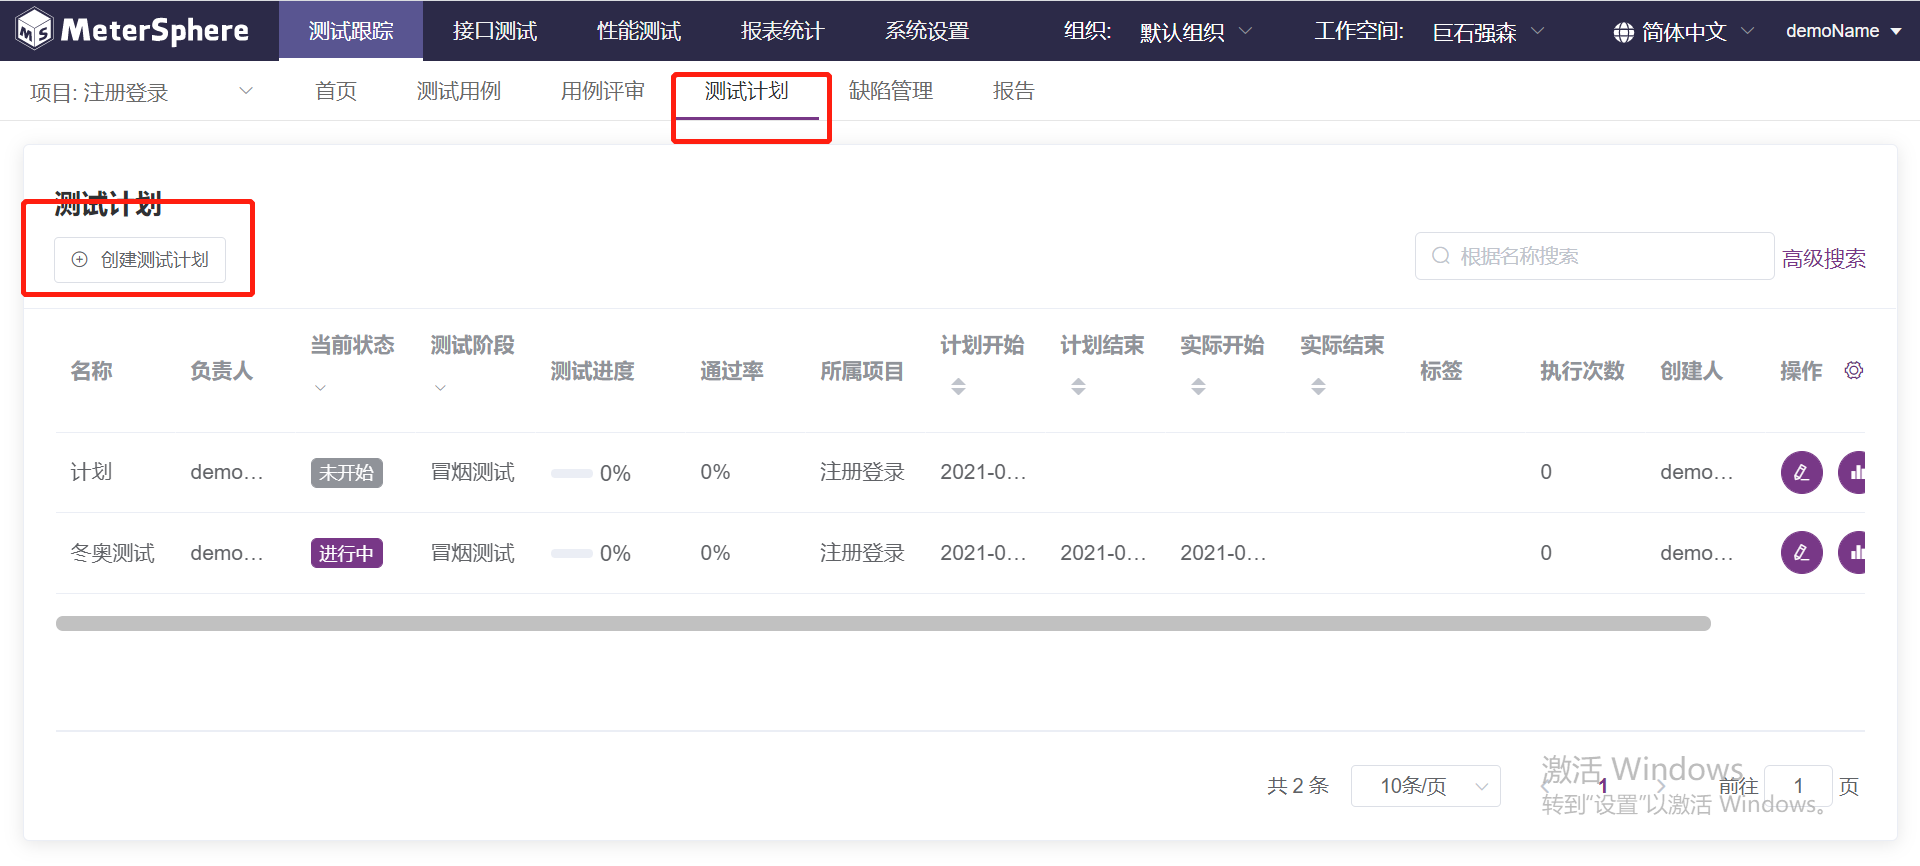 MeterSphere 测试跟踪 接口测试 性能测试 报表统计 系统设置 组织: 默认组织 工作空间: 巨石强森 简体中文 demoName
项目: 注册登录 首页 测试用例 用例评审 测试计划 缺陷管理 报告
测试计划
创建测试计划 根据名称搜索 高级搜索
名称 负责人 当前状态 测试阶段 测试进度 通过率 所属项目 计划开始 计划结束 实际开始 实际结束 标签 执行次数 创建人 操作
计划 demo... 未开始 冒烟测试 0% 0% 注册登录 2021-0... 0 demo...
冬奥测试 demo... 进行中 冒烟测试 0% 0% 注册登录 2021-0... 2021-0... 2021-0... 0 demo...
共 2 条 10条/页 1 前往 1 页
激活 Windows
转到“设置”以激活 Windows。